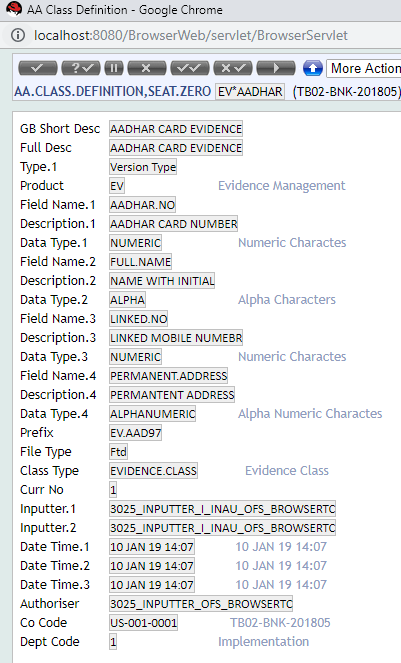 AA Class Definition - Google Chrome
localhost:8080/BrowserWeb/servlet/BrowserServlet
More Action
AA.CLASS.DEFINITION,SEAT.ZERO EV*AADHAR (TB02-BNK-201805)
GB Short Desc AADHAR CARD EVIDENCE
Full Desc AADHAR CARD EVIDENCE
Type.1 Version Type
Product EV Evidence Management
Field Name.1 AADHAR.NO
Description.1 AADHAR CARD NUMBER
Data Type.1 NUMERIC Numeric Charactes
Field Name.2 FULL.NAME
Description.2 NAME WITH INITIAL
Data Type.2 ALPHA Alpha Characters
Field Name.3 LINKED.NO
Description.3 LINKED MOBILE NUMEBR
Data Type.3 NUMERIC Numeric Charactes
Field Name.4 PERMANENT.ADDRESS
Description.4 PERMANTENT ADDRESS
Data Type.4 ALPHANUMERIC Alpha Numeric Charactes
Prefix EV.AAD97
File Type Ftd
Class Type EVIDENCE.CLASS Evidence Class
Curr No 1
Inputter.1 3025_INPUTTER_I_INAU_OFS_BROWSERTC
Inputter.2 3025_INPUTTER_I_INAU_OFS_BROWSERTC
Date Time.1 10 JAN 19 14:07 10 JAN 19 14:07
Date Time.2 10 JAN 19 14:07 10 JAN 19 14:07
Date Time.3 10 JAN 19 14:07 10 JAN 19 14:07
Authoriser 3025_INPUTTER_OFS_BROWSERTC
Co Code US-001-0001 TB02-BNK-201805
Dept Code 1 Implementation